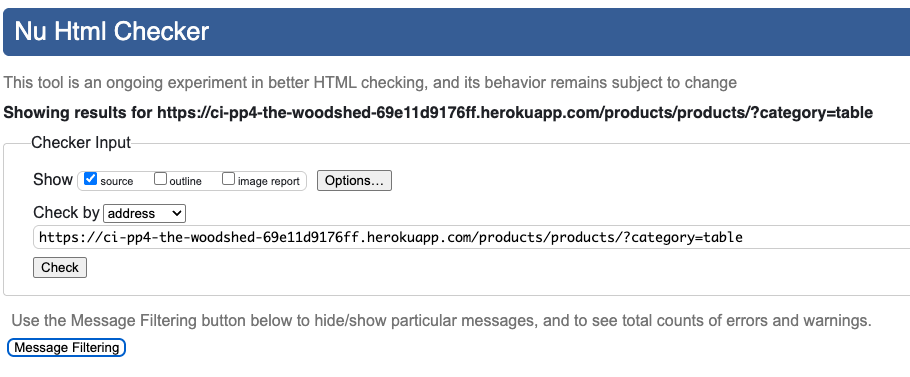 Nu Html Checker
This tool is an ongoing experiment in better HTML checking, and its behavior remains subject to change
Showing results for https://ci-pp4-the-woodshed-69e11d9176ff.herokuapp.com/products/products/?category=table
Checker Input
Show source outline image report Options...
Check by address
https://ci-pp4-the-woodshed-69e11d9176ff.herokuapp.com/products/products/?category=table
Check
Use the Message Filtering button below to hide/show particular messages, and to see total counts of errors and warnings.
Message Filtering